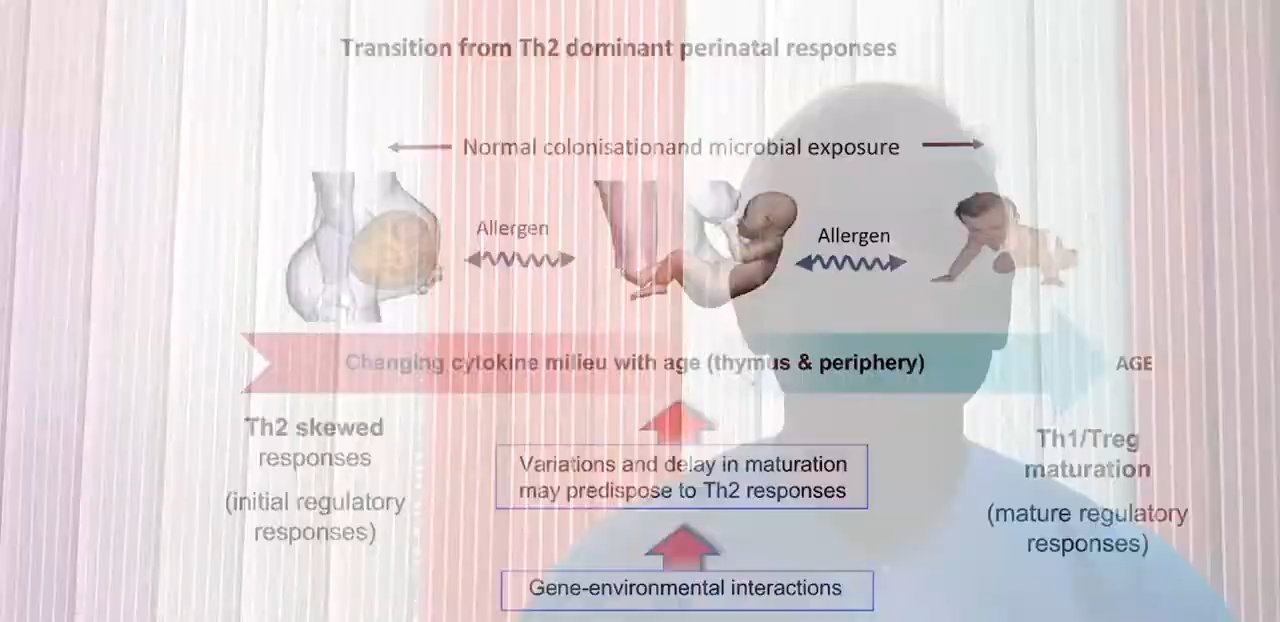 Transition from Th2 dominant perinatal responses
Normal colonisationand microbial exposure
Allergen
Allergen
Changing cytokine milieu with age (thymus & periphery)
AGE
Th2 skewed
responses
(initial regulatory
responses)
Variations and delay in maturation
may predispose to Th2 responses
Gene-environmental interactions
Th1/Treg
maturation
(mature regulatory
responses)